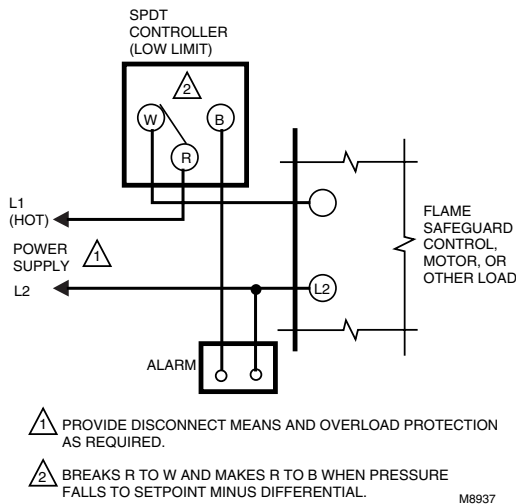 SPDT
CONTROLLER
(LOW LIMIT)
2
W
B
R
L1
(HOT)
FLAME
SAFEGUARD
CONTROL,
MOTOR, OR
OTHER LOAD
POWER
SUPPLY
1
L2
L2
ALARM
1 PROVIDE DISCONNECT MEANS AND OVERLOAD PROTECTION
AS REQUIRED.
2 BREAKS R TO W AND MAKES R TO B WHEN PRESSURE
FALLS TO SETPOINT MINUS DIFFERENTIAL.
M8937